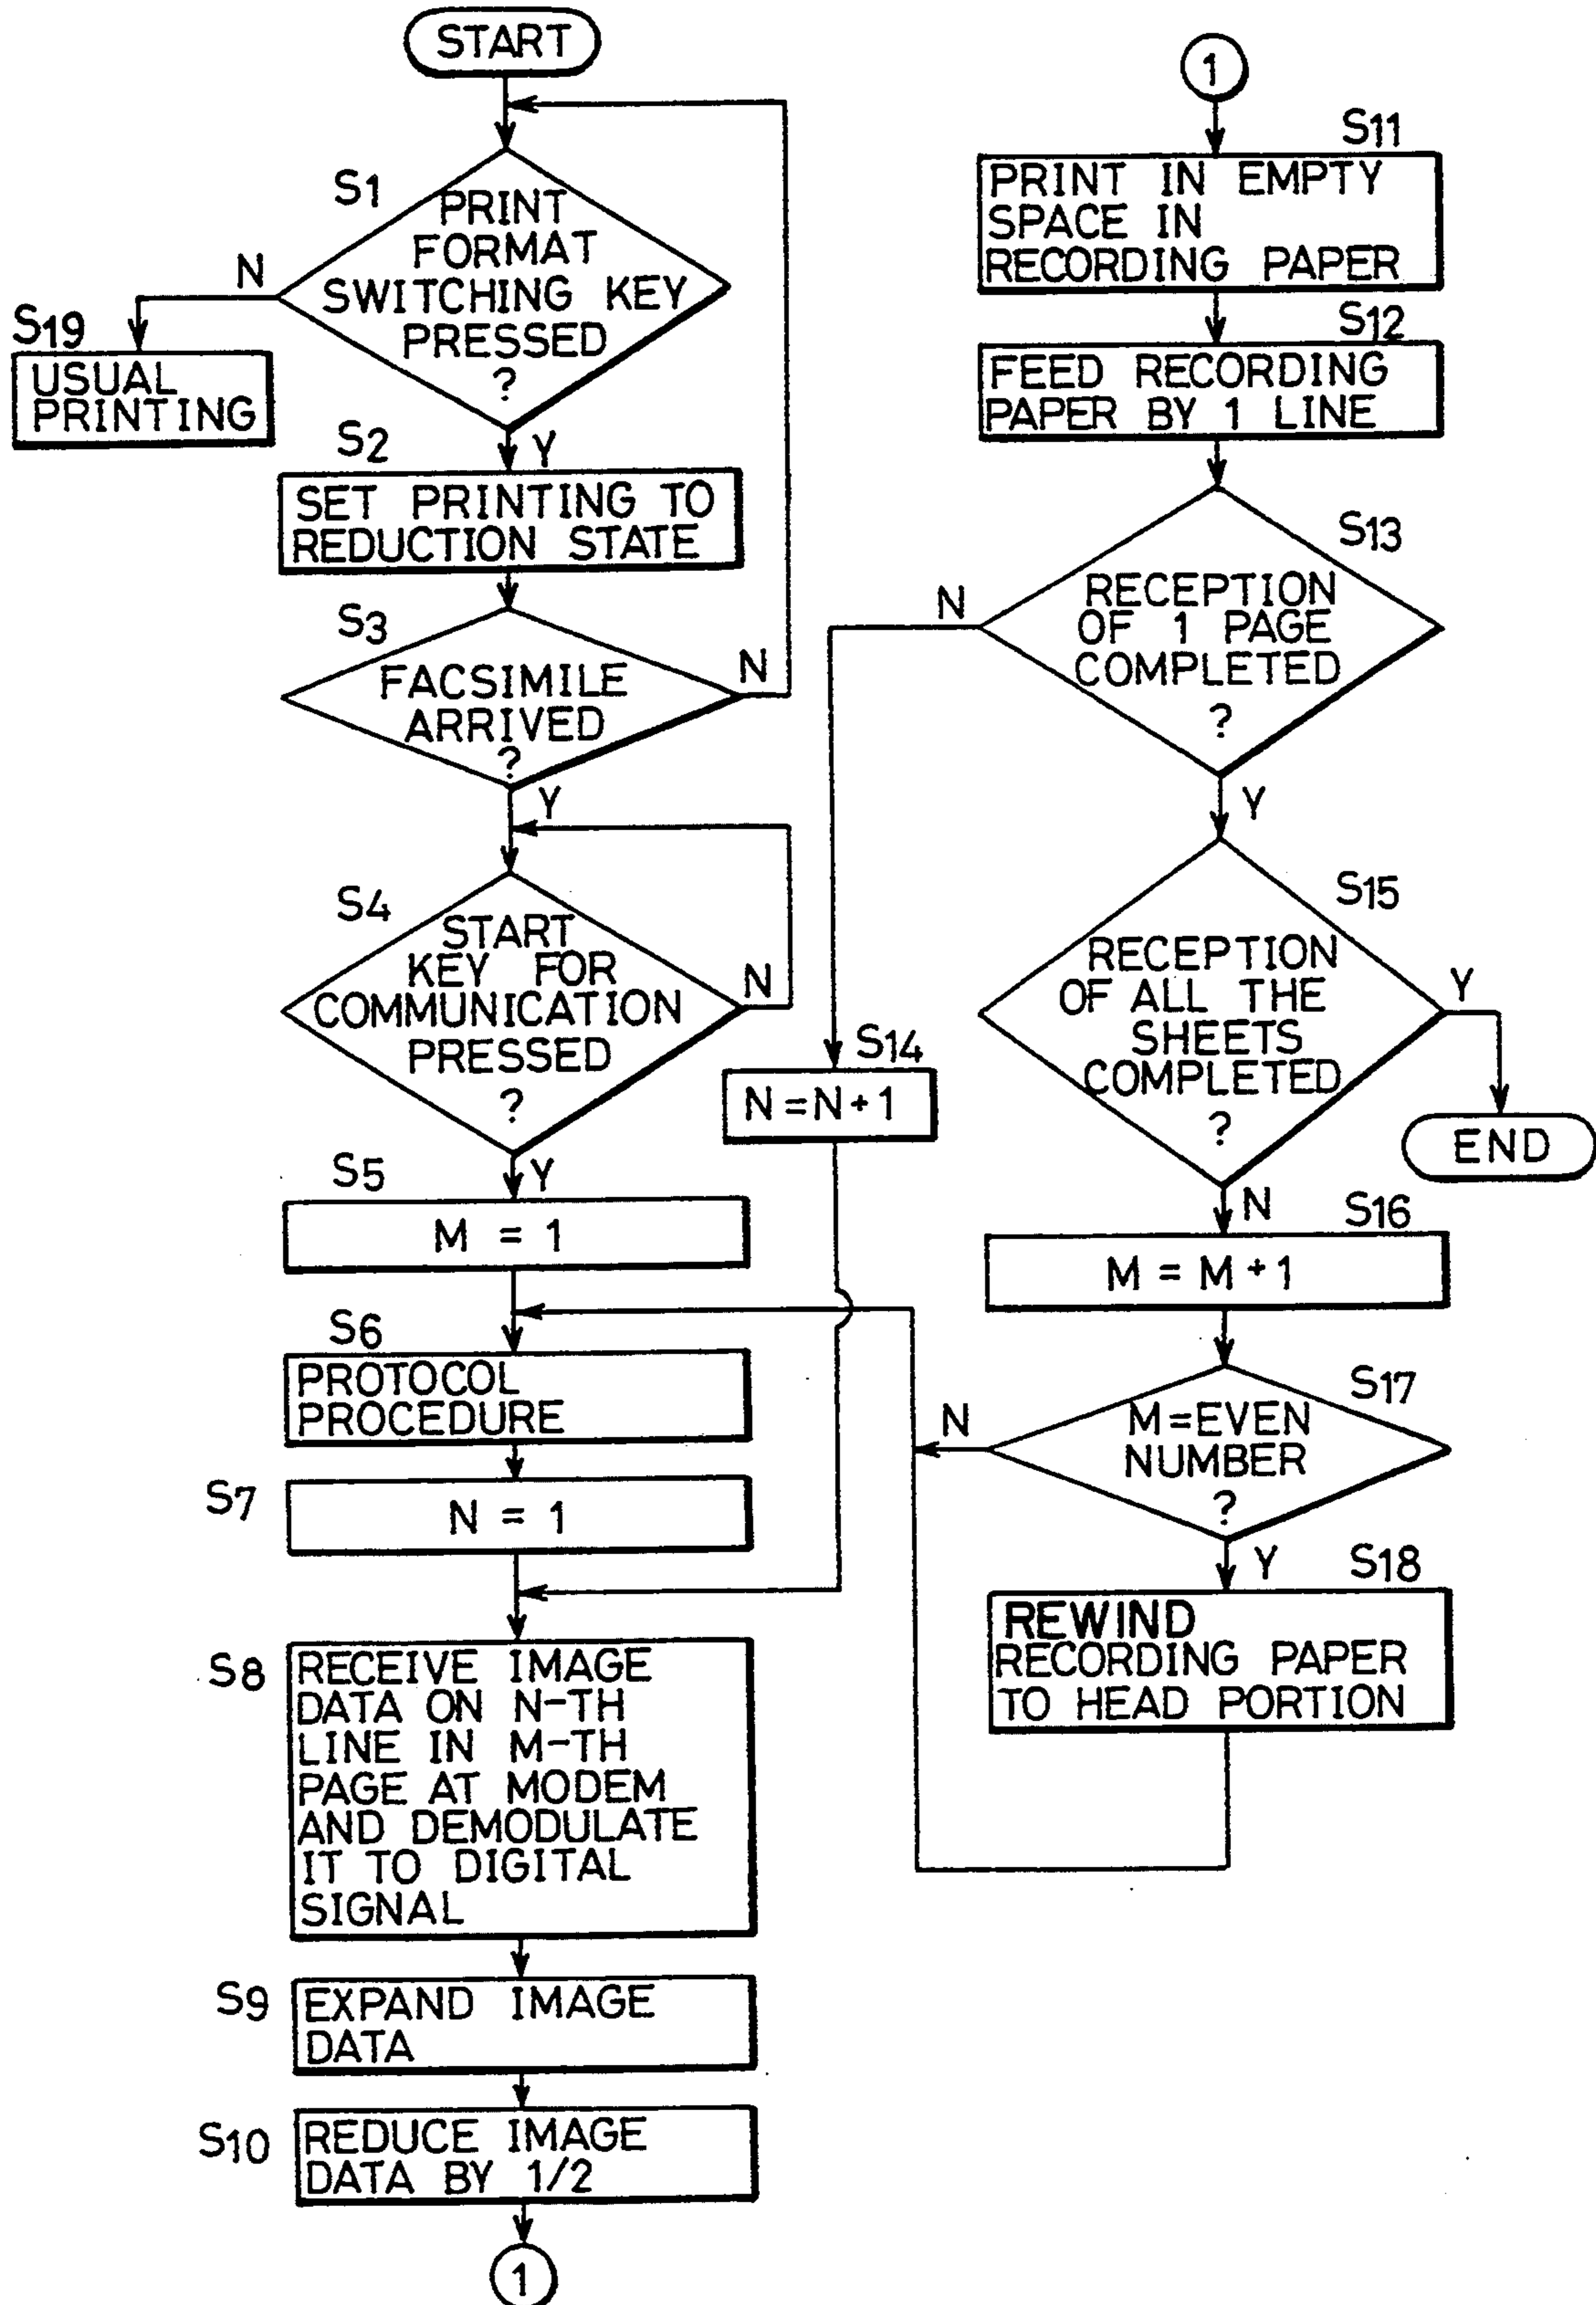 START
S1
PRINT
FORMAT
SWITCHING KEY
PRESSED
?
N
Y
S19
USUAL
PRINTING
S2
SET PRINTING TO
REDUCTION STATE
S3
FACSIMILE
ARRIVED
?
N
Y
S4
START
KEY FOR
COMMUNICATION
PRESSED
?
N
Y
S5
M = 1
S6
PROTOCOL
PROCEDURE
S7
N = 1
S8
RECEIVE IMAGE
DATA ON N-TH
LINE IN M-TH
PAGE AT MODEM
AND DEMODULATE
IT TO DIGITAL
SIGNAL
S9
EXPAND IMAGE
DATA
S10
REDUCE IMAGE
DATA BY 1/2
1
1
S11
PRINT IN EMPTY
SPACE IN
RECORDING PAPER
S12
FEED RECORDING
PAPER BY 1 LINE
S13
RECEPTION
OF 1 PAGE
COMPLETED
?
N
Y
S14
N=N+1
S15
RECEPTION
OF ALL THE
SHEETS
COMPLETED
?
Y
END
N
S16
M = M+1
S17
M=EVEN
NUMBER
?
N
Y
S18
REWIND
RECORDING PAPER
TO HEAD PORTION